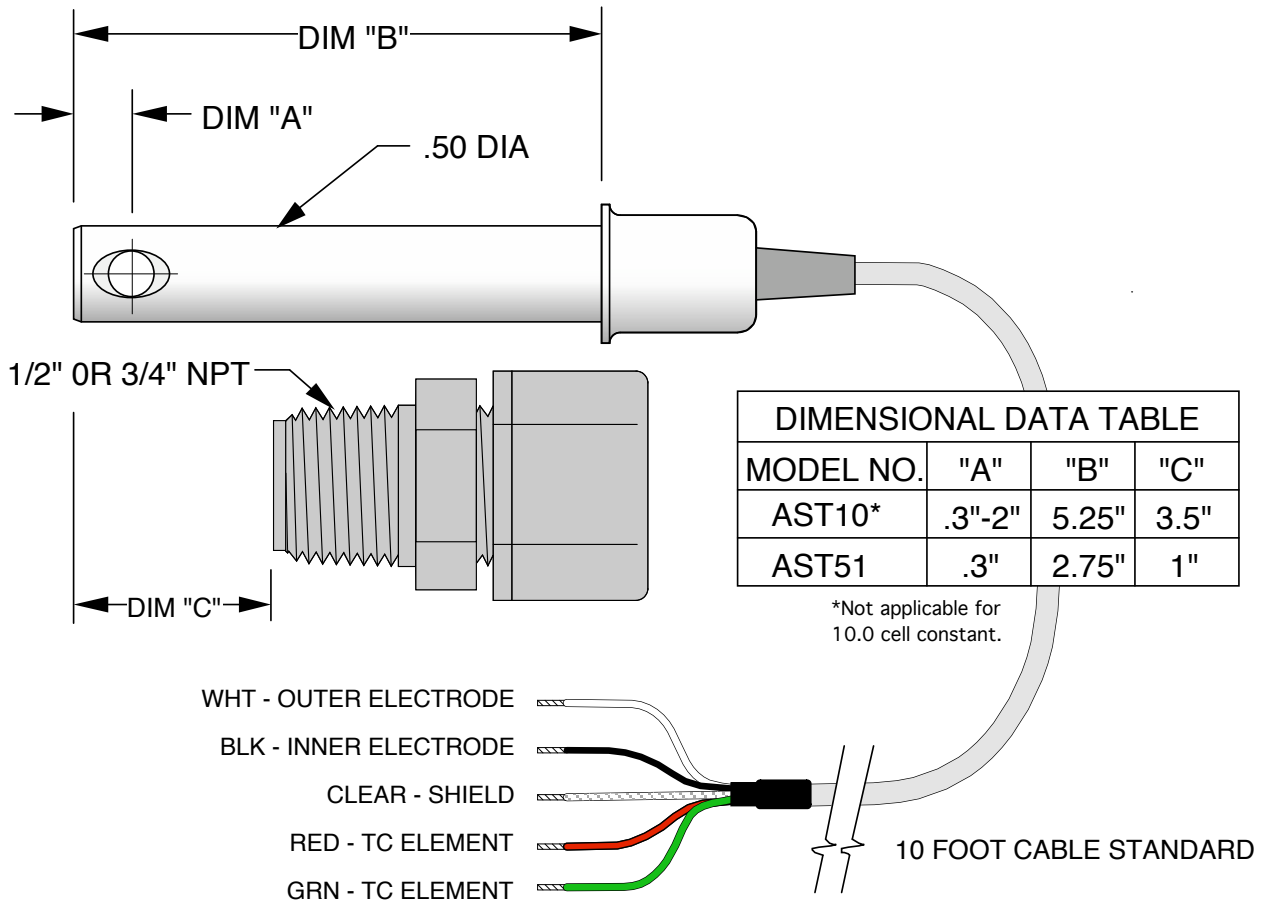 DIM "B"
DIM "A"
.50 DIA
1/2" 0R 3/4" NPT
DIMENSIONAL DATA TABLE
MODEL NO. "A" "B" "C"
AST10* .3"-2" 5.25" 3.5"
AST51 .3" 2.75" 1"
*Not applicable for
10.0 cell constant.
DIM "C"
WHT - OUTER ELECTRODE
BLK - INNER ELECTRODE
CLEAR - SHIELD
RED - TC ELEMENT
GRN - TC ELEMENT
10 FOOT CABLE STANDARD